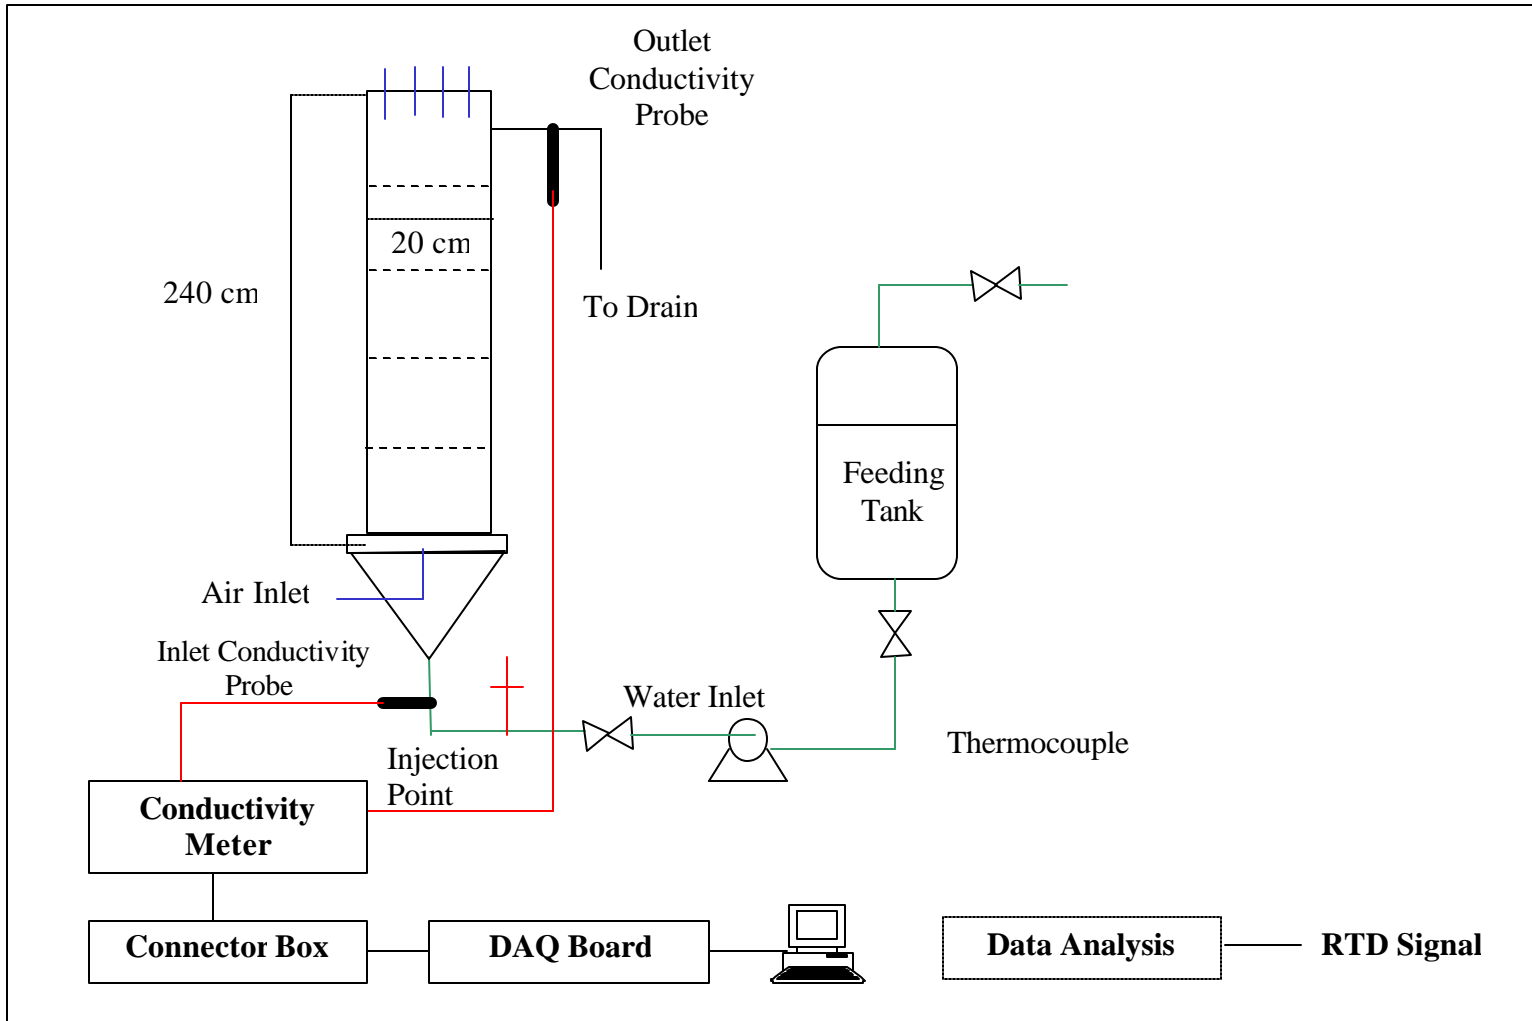 Outlet
Conductivity
Probe
20 cm
240 cm
To Drain
Feeding
Tank
Air Inlet
Inlet Conductivity
Probe
Water Inlet
Thermocouple
Injection
Point
Conductivity
Meter
Connector Box
DAQ Board
Data Analysis
RTD Signal